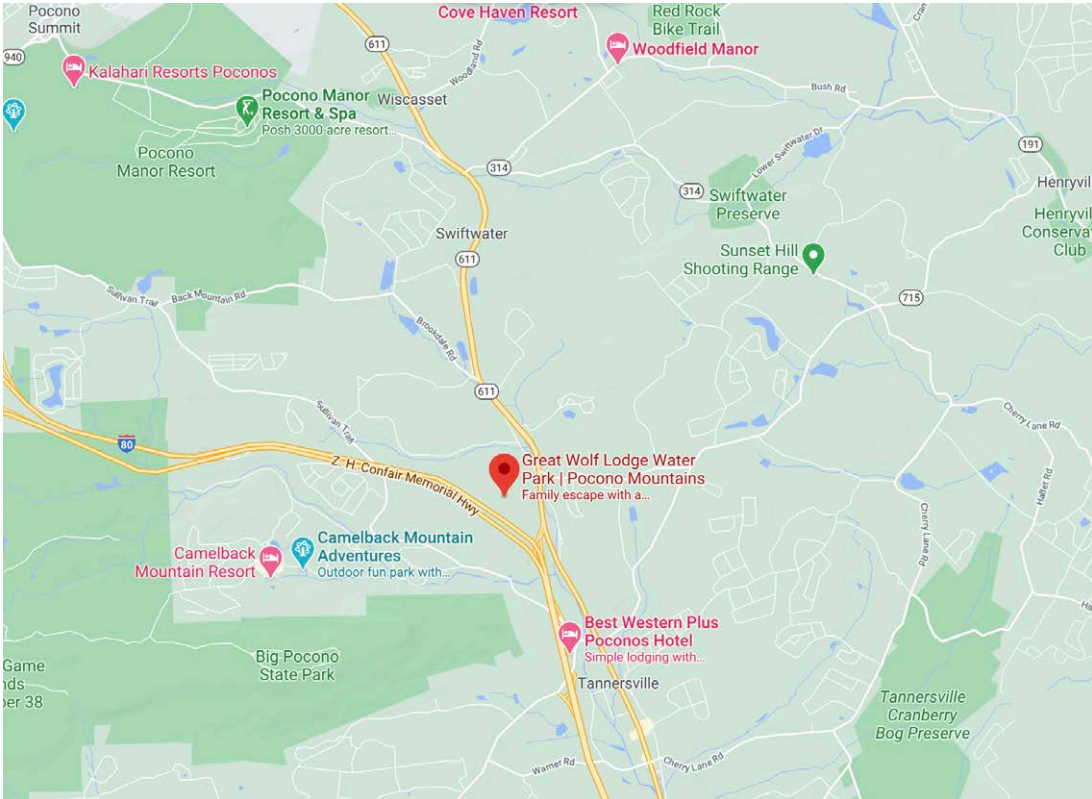 Pocono
Summit
Cove Haven Resort
Red Rock
Bike Trail
611
940
Woodfield Manor
Kalahari Resorts Poconos
Woodland Rd
Bush Rd
Pocono Manor
Resort & Spa
Posh 3000-acre resort...
Wiscasset
Pocono
Manor Resort
314
Lower Swiftwater Dr
191
314
Swiftwater
Preserve
Henryvil
Henryvil
Conserva
Club
Swiftwater
611
Sunset Hill
Shooting Range
Sullivan Trail
Back Mountain Rd
715
Brookdale Rd
611
Sullivan Trail
Cherry Lane Rd
80
Z. H. Confair Memorial Hwy
Great Wolf Lodge Water
Park | Pocono Mountains
Family escape with a...
Hallet Rd
Cherry Lane Rd
Camelback
Mountain Resort
Camelback Mountain
Adventures
Outdoor fun park with...
Best Western Plus
Poconos Hotel
Simple lodging with...
Big Pocono
State Park
Game
nds
ber 38
Tannersville
Tannersville
Cranberry
Bog Preserve
Warner Rd
Cherry Lane Rd